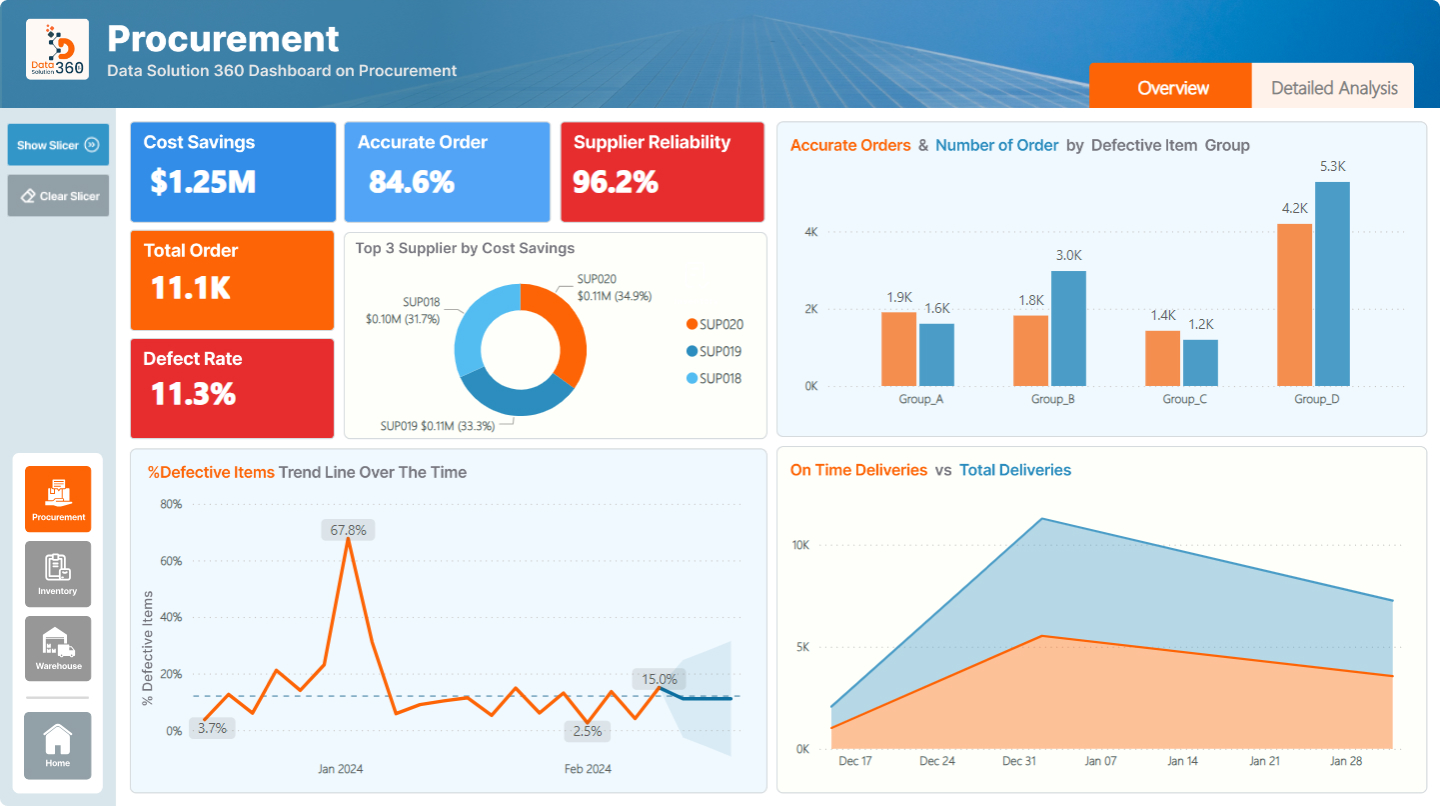 Data
Solution 360
Procurement
Data Solution 360 Dashboard on Procurement
Overview
Detailed Analysis
Show Slicer
Clear Slicer
Procurement
Inventory
Warehouse
Home
Cost Savings
$1.25M
Accurate Order
84.6%
Supplier Reliability
96.2%
Total Order
11.1K
Defect Rate
11.3%
Top 3 Supplier by Cost Savings
SUP020
$0.11M (34.9%)
SUP018
$0.10M (31.7%)
SUP019 $0.11M (33.3%)
SUP020
SUP019
SUP018
Accurate Orders & Number of Order by Defective Item Group
4K
2K
0K
1.9K
1.6K
1.8K
3.0K
1.4K
1.2K
4.2K
5.3K
Group_A
Group_B
Group_C
Group_D
%Defective Items Trend Line Over The Time
% Defective Items
80%
60%
40%
20%
0%
3.7%
67.8%
2.5%
15.0%
Jan 2024
Feb 2024
On Time Deliveries vs Total Deliveries
10K
5K
0K
Dec 17
Dec 24
Dec 31
Jan 07
Jan 14
Jan 21
Jan 28